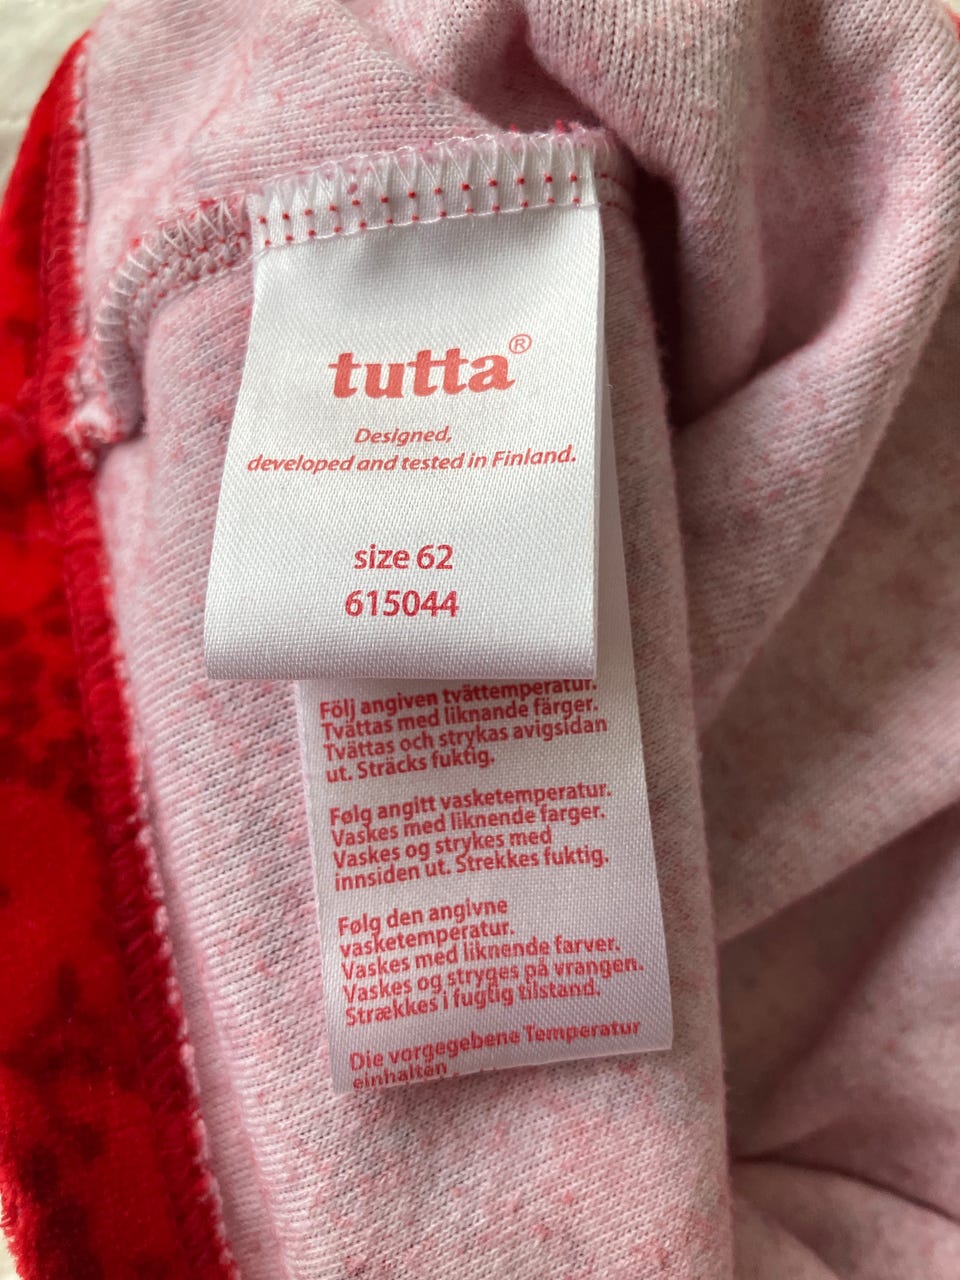 tutta®
Designed,
developed and tested in Finland.
size 62
615044
Följ angiven tvättemperatur.
Tvättas med liknande färger.
Tvättas och strykas avigsidan
ut. Sträcks fuktig.
Følg angitt vasketemperatur.
Vaskes med liknende farger.
Vaskes og strykes med
innsiden ut. Strekkes fuktig.
Følg den angivne
vasketemperatur.
Vaskes med liknende farver.
Vaskes og stryges på vrangen.
Strækkes i fugtig tilstand.
Die vorgegebene Temperatur
einhalten